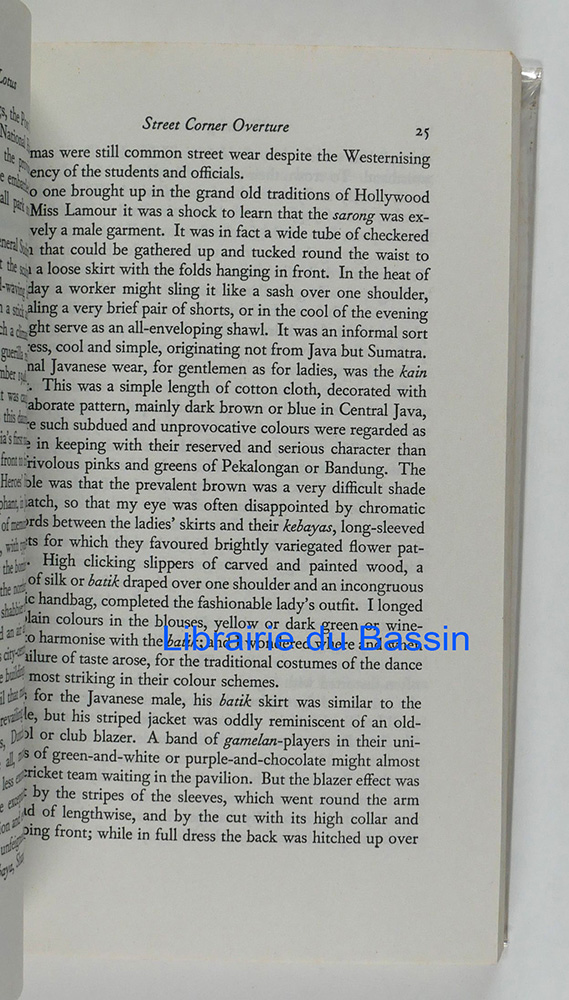 Lotus
Street Corner Overture
25
mas were still common street wear despite the Westernising
ency of the students and officials.
o one brought up in the grand old traditions of Hollywood
Miss Lamour it was a shock to learn that the sarong was ex-
vely a male garment. It was in fact a wide tube of checkered
that could be gathered up and tucked round the waist to
a loose skirt with the folds hanging in front. In the heat of
day a worker might sling it like a sash over one shoulder,
aling a very brief pair of shorts, or in the cool of the evening
ght serve as an all-enveloping shawl. It was an informal sort
ress, cool and simple, originating not from Java but Sumatra.
nal Javanese wear, for gentlemen as for ladies, was the kain
. This was a simple length of cotton cloth, decorated with
aborate pattern, mainly dark brown or blue in Central Java,
e such subdued and unprovocative colours were regarded as
e in keeping with their reserved and serious character than
rivolous pinks and greens of Pekalongan or Bandung. The
ble was that the prevalent brown was a very difficult shade
atch, so that my eye was often disappointed by chromatic
rds between the ladies' skirts and their kebayas, long-sleeved
ts for which they favoured brightly variegated flower pat-
. High clicking slippers of carved and painted wood, a
of silk or batik draped over one shoulder and an incongruous
ic handbag, completed the fashionable lady's outfit. I longed
lain colours in the blouses, yellow or dark green or wine-
to harmonise with the batik; and I wondered where and when
Librairie du Bassin
ailure of taste arose, for the traditional costumes of the dance
most striking in their colour schemes.
for the Javanese male, his batik skirt was similar to the
le, but his striped jacket was oddly reminiscent of an old-
ol or club blazer. A band of gamelan-players in their uni-
s of green-and-white or purple-and-chocolate might almost
cricket team waiting in the pavilion. But the blazer effect was
by the stripes of the sleeves, which went round the arm
ad of lengthwise, and by the cut with its high collar and
ping front; while in full dress the back was hitched up over